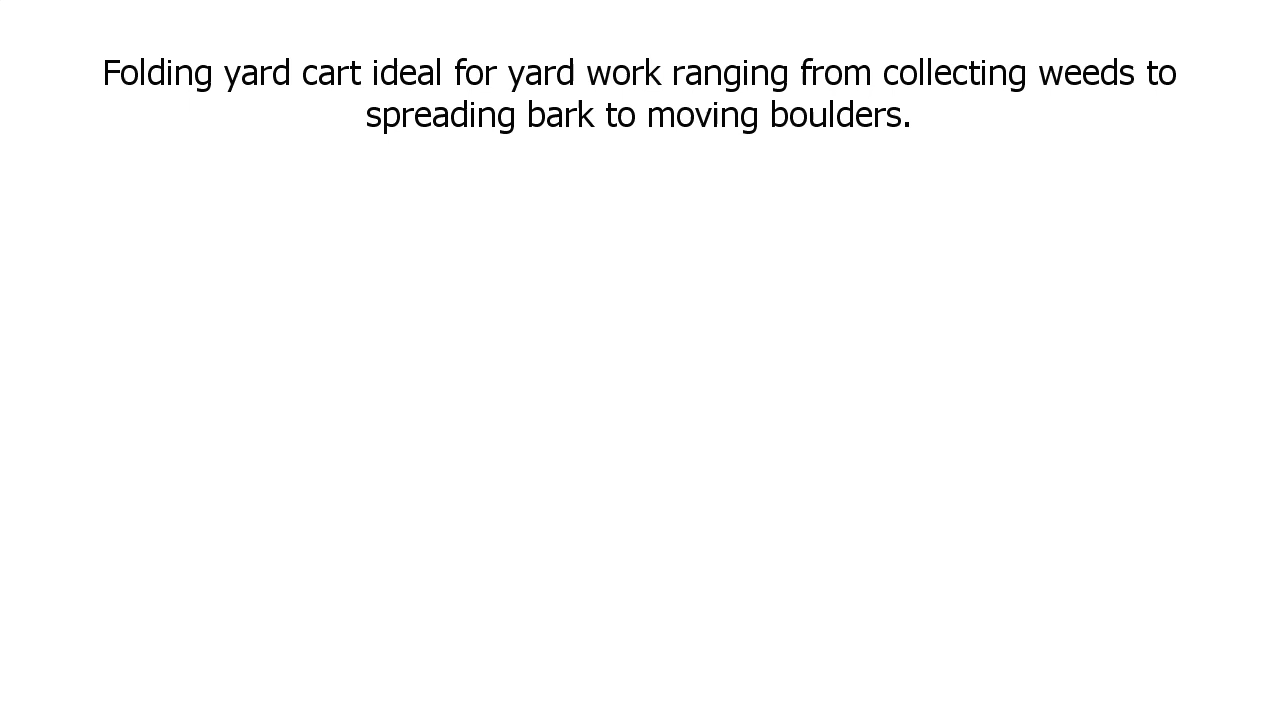 Folding yard cart ideal for yard work ranging from collecting weeds to
spreading bark to moving boulders.